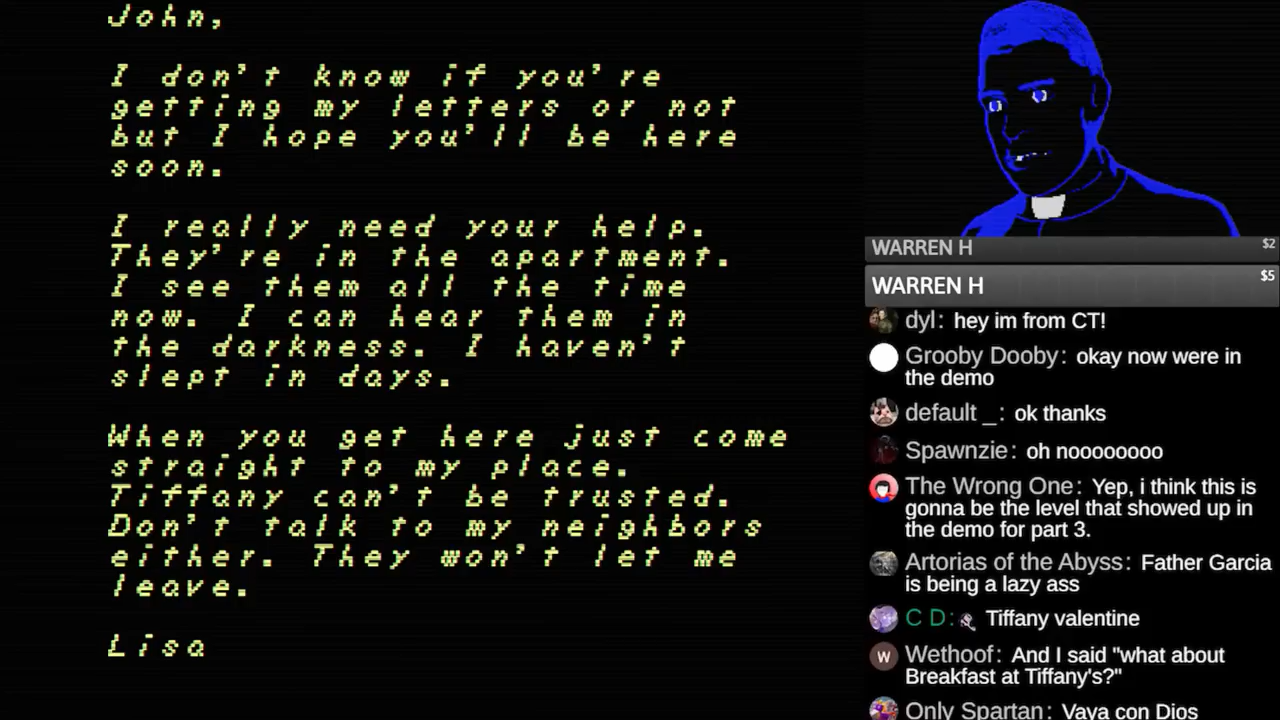 John,
I don't know if you're
getting my letters or not
but I hope you'll be here
soon.
I really need your help.
They're in the apartment.
I see them all the time
now. I can hear them in
the darkness. I haven't
slept in days.
When you get here just come
straight to my place.
Tiffany can't be trusted.
Don't talk to my neighbors
either. They won't let me
leave.
Lisa
WARREN H $2
WARREN H $5
dyl: hey im from CT!
Grooby Dooby: okay now were in
the demo
default _: ok thanks
Spawnzie: oh noooooooo
The Wrong One: Yep, i think this is
gonna be the level that showed up in
the demo for part 3.
Artorias of the Abyss: Father Garcia
is being a lazy ass
C D: Tiffany valentine
W Wethoof: And I said "what about
Breakfast at Tiffany's?"
Only Spartan: Vaya con Dios